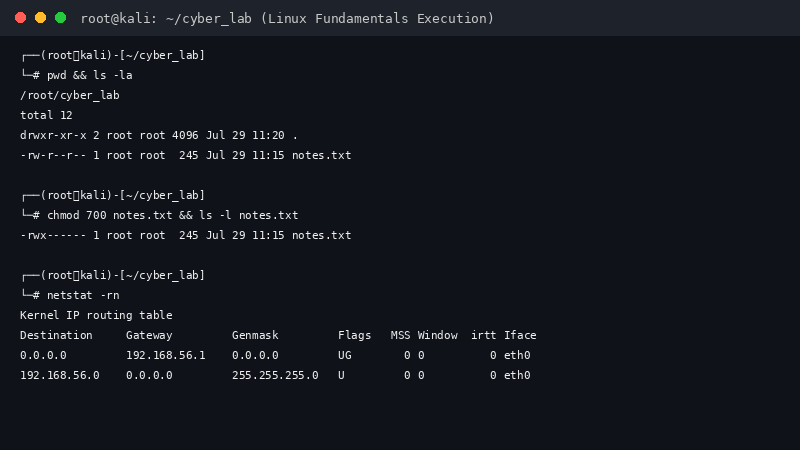 root@kali: ~/cyber_lab (Linux Fundamentals Execution)
┌──(root▯kali)-[~/cyber_lab]
└─# pwd && ls -la
/root/cyber_lab
total 12
drwxr-xr-x 2 root root 4096 Jul 29 11:20 .
-rw-r--r-- 1 root root  245 Jul 29 11:15 notes.txt
┌──(root▯kali)-[~/cyber_lab]
└─# chmod 700 notes.txt && ls -l notes.txt
-rwx------ 1 root root  245 Jul 29 11:15 notes.txt
┌──(root▯kali)-[~/cyber_lab]
└─# netstat -rn
Kernel IP routing table
Destination     Gateway         Genmask         Flags   MSS Window  irtt Iface
0.0.0.0         192.168.56.1    0.0.0.0         UG        0 0          0 eth0
192.168.56.0    0.0.0.0         255.255.255.0   U         0 0          0 eth0